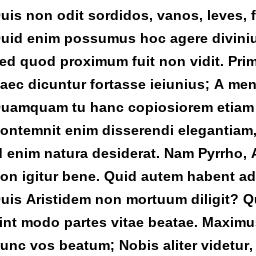 uis non odit sordidos, vanos, leves, f
uid enim possumus hoc agere diviniu
ed quod proximum fuit non vidit. Prim
aec dicuntur fortasse ieiunius; A men
uamquam tu hanc copiosiorem etiam
ontemnit enim disserendi elegantiam,
d enim natura desiderat. Nam Pyrrho, A
on igitur bene. Quid autem habent ad
uis Aristidem non mortuum diligit? Qu
int modo partes vitae beatae. Maximu
unc vos beatum; Nobis aliter videtur,